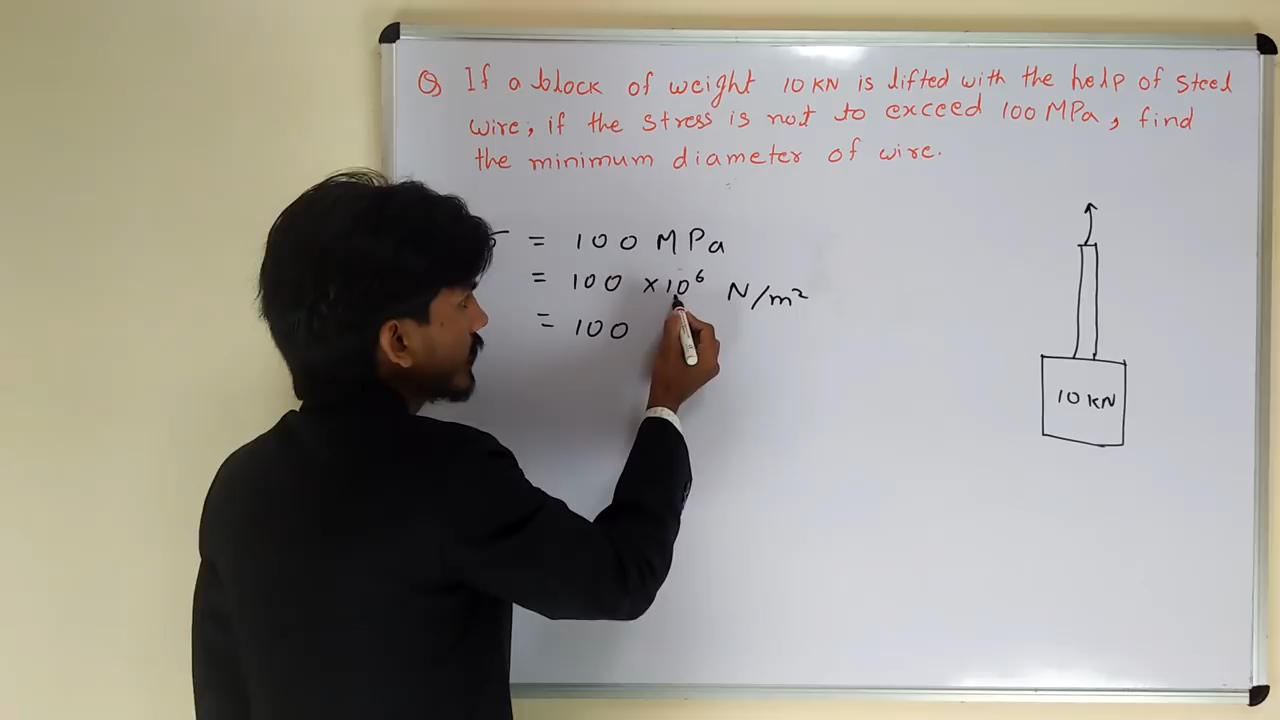 Q If a block of weight 10 KN is lifted with the help of steel
wire, if the stress is not to exceed 100 MPa, find
the minimum diameter of wire.
= 100 MPa
= 100 ×10⁶ N/m²
= 100
10 KN